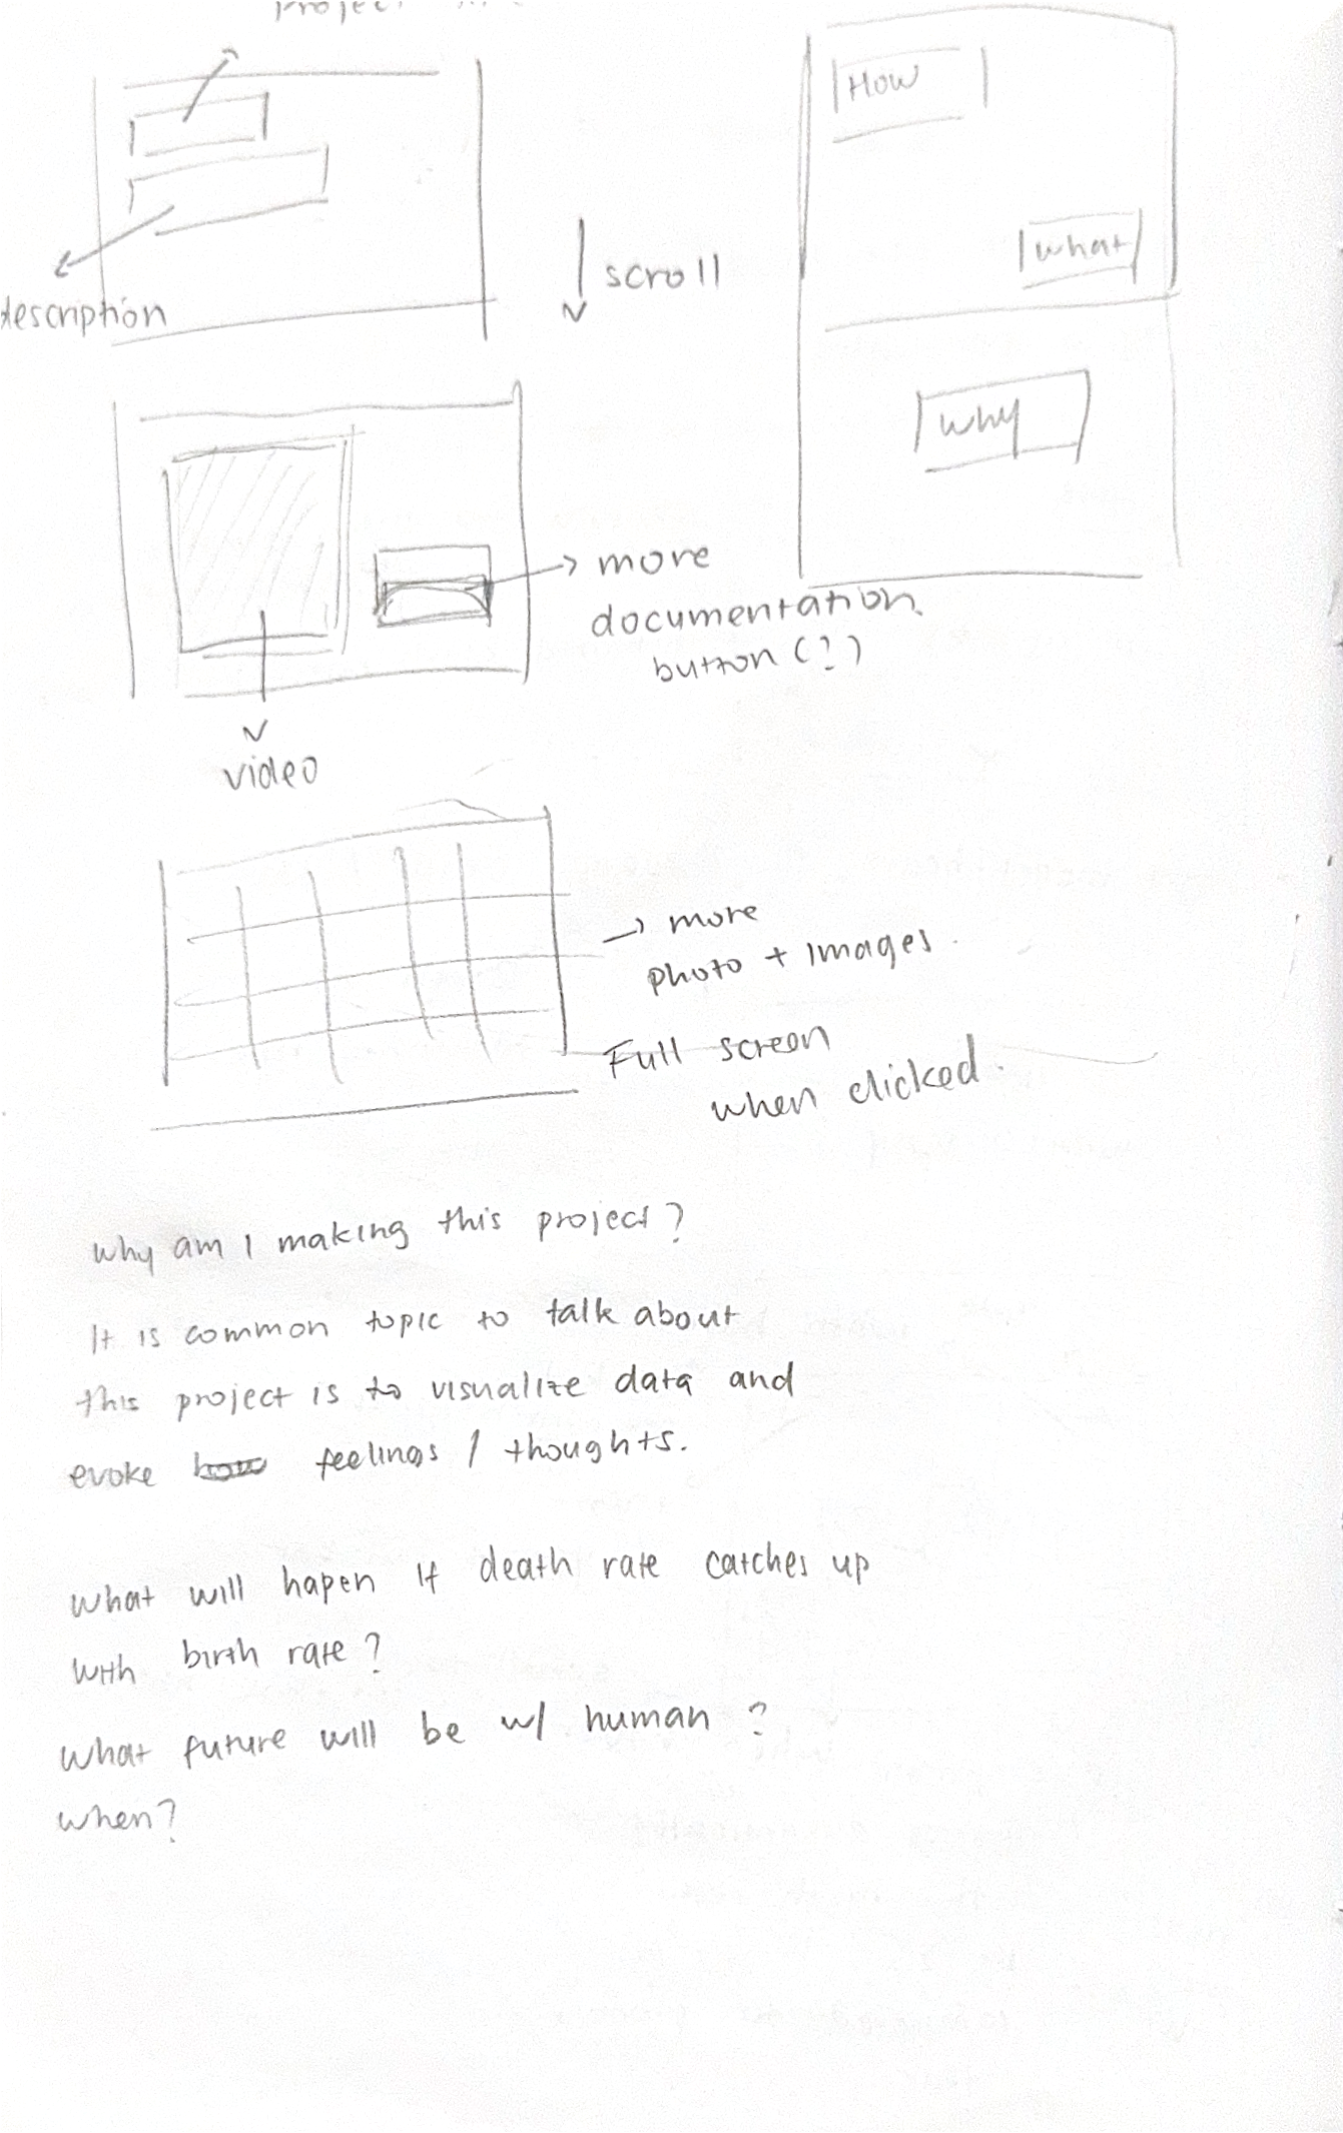 project
description
scroll
How
what
why
more
documentation
button (?)
video
more
photo + Images.
Full screen
when clicked.
why am I making this project?
It is common topic to talk about
this project is to visualize data and
evoke how feelings / thoughts.
what will hapen If death rate catches up
with birth rate?
what future will be w/ human?
when?